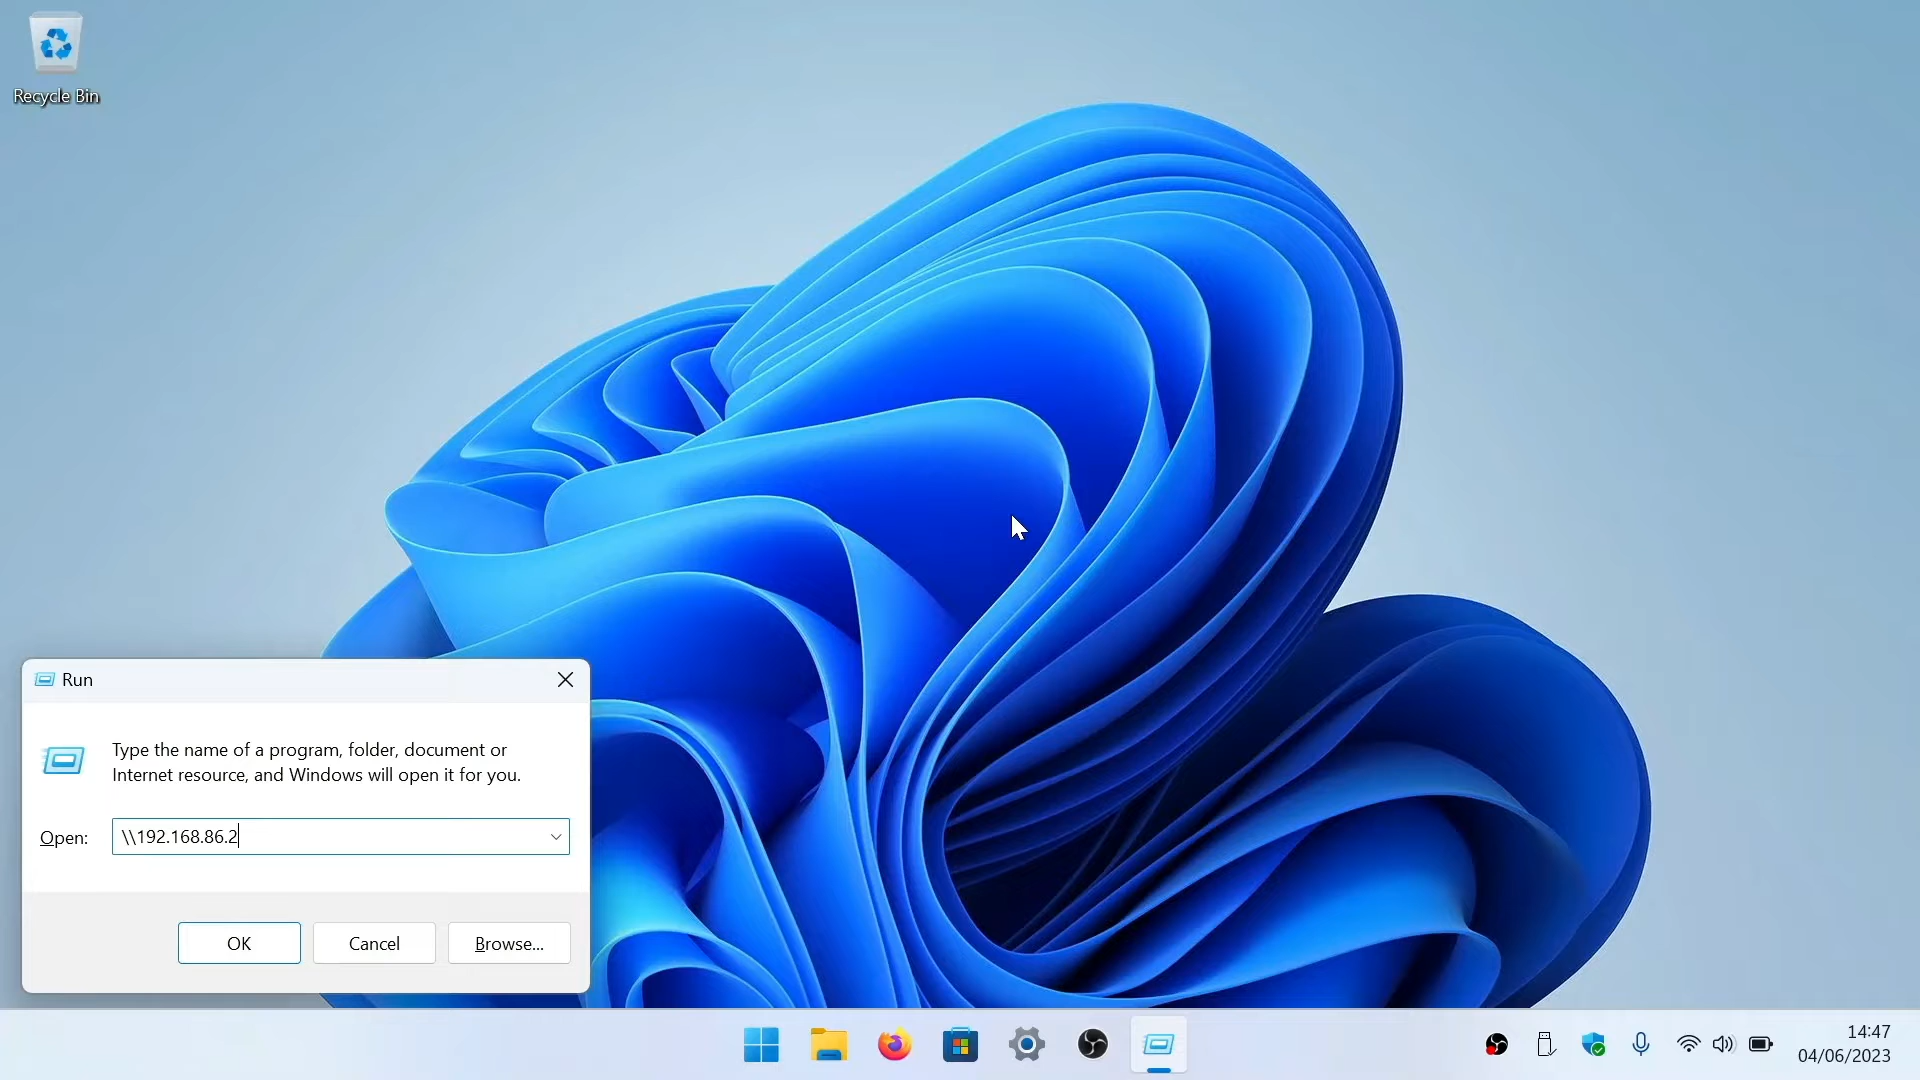 Recycle Bin
Run
Type the name of a program, folder, document or
Internet resource, and Windows will open it for you.
Open: \\192.168.86.2
OK Cancel Browse...
14:47
04/06/2023